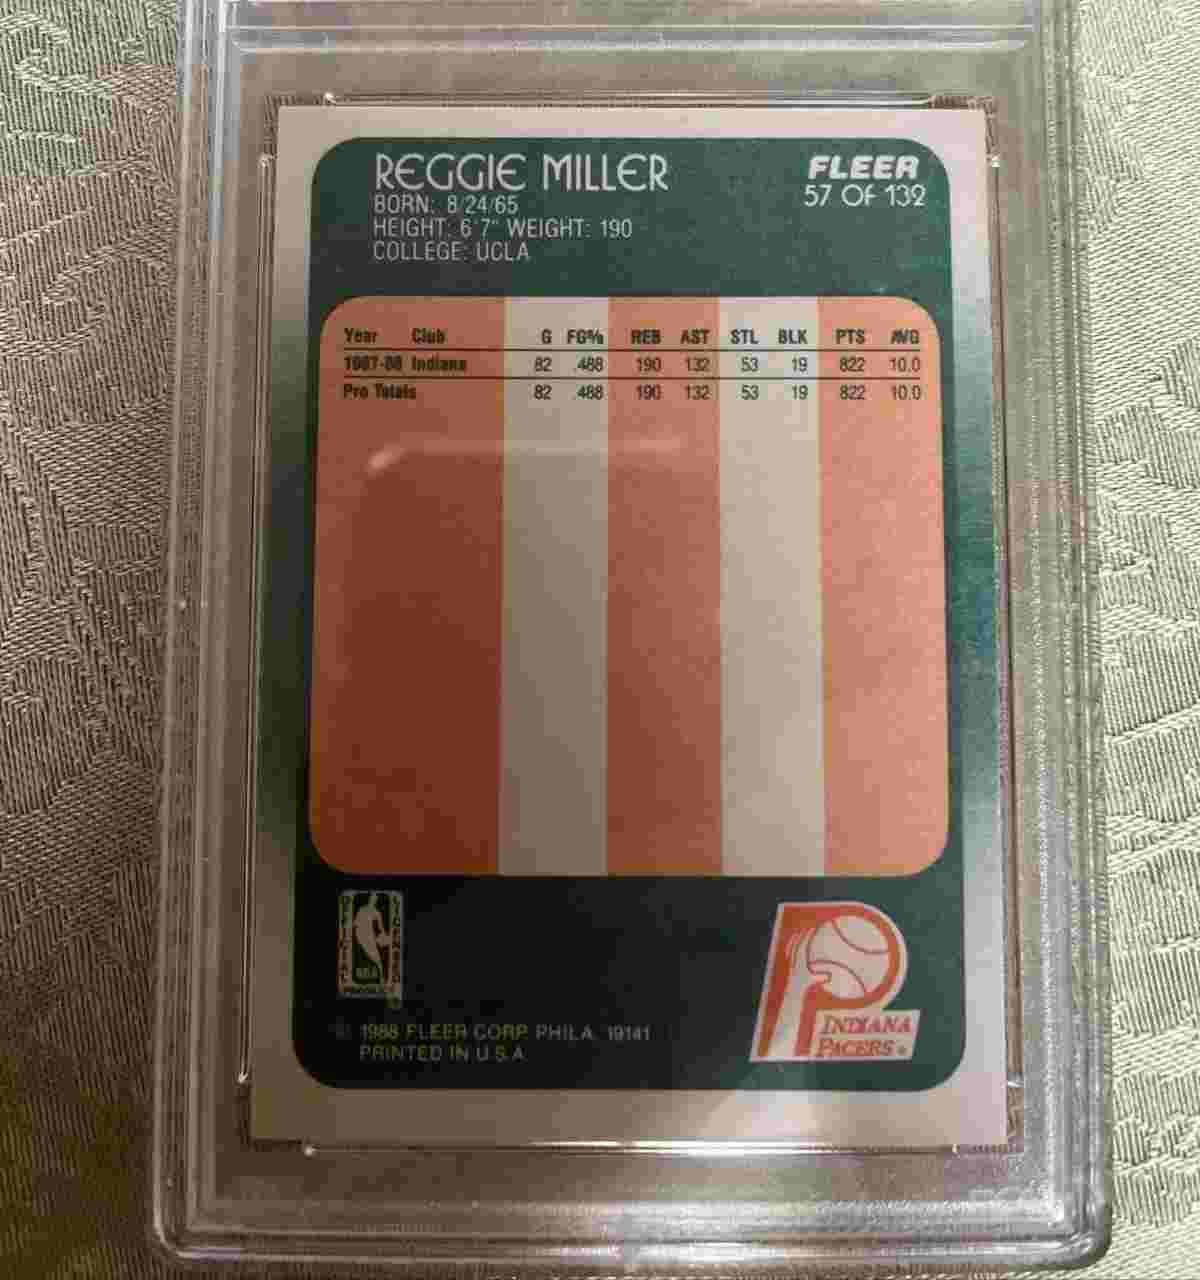 REGGIE MILLER
BORN: 8/24/65
HEIGHT: 6'7" WEIGHT: 190
COLLEGE: UCLA
FLEER
57 OF 132
Year Club G FG% REB AST STL BLK PTS AVG
1987-88 Indiana 82 .488 190 132 53 19 822 10.0
Pro Totals 82 .488 190 132 53 19 822 10.0
OFFICIAL
LICENSED
NBA
PRODUCT
© 1988 FLEER CORP. PHILA. 19141
PRINTED IN U.S.A.
INDIANA
PACERS